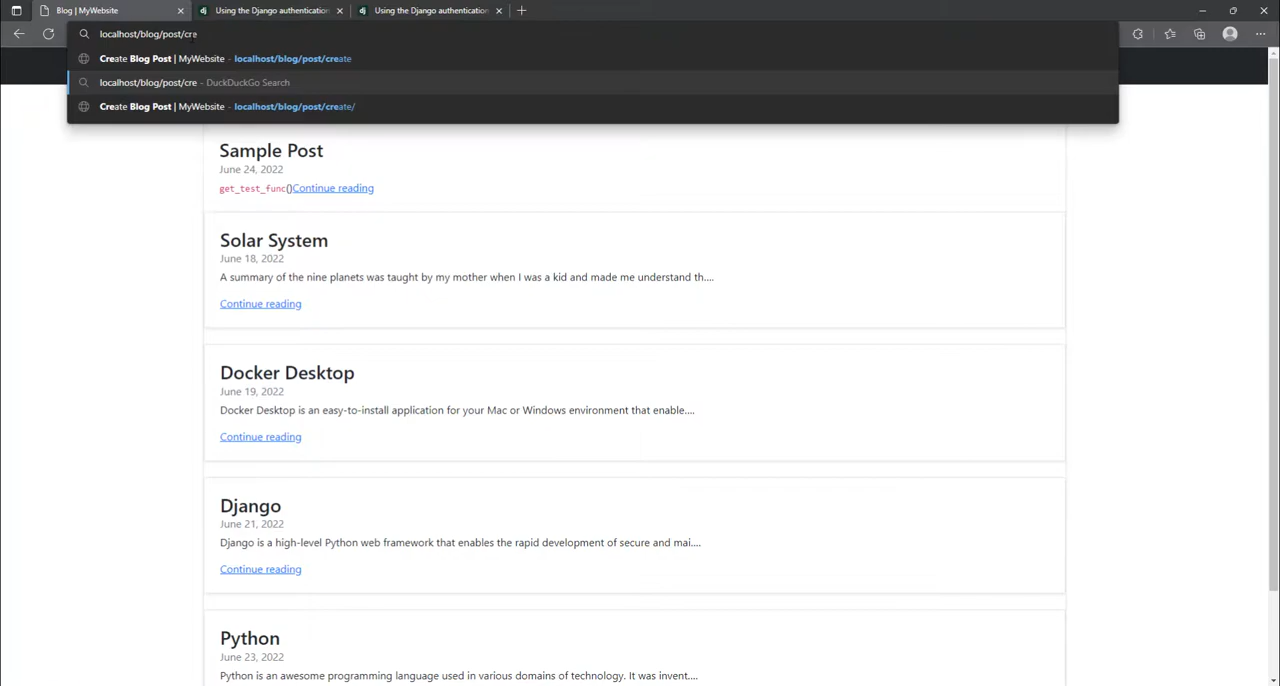 Blog | MyWebsite
Using the Django authentication
Using the Django authentication
localhost/blog/post/cre
Create Blog Post | MyWebsite - localhost/blog/post/create
localhost/blog/post/cre - DuckDuckGo Search
Create Blog Post | MyWebsite - localhost/blog/post/create/
Sample Post
June 24, 2022
get_test_func()Continue reading
Solar System
June 18, 2022
A summary of the nine planets was taught by my mother when I was a kid and made me understand th....
Continue reading
Docker Desktop
June 19, 2022
Docker Desktop is an easy-to-install application for your Mac or Windows environment that enable....
Continue reading
Django
June 21, 2022
Django is a high-level Python web framework that enables the rapid development of secure and mai....
Continue reading
Python
June 23, 2022
Python is an awesome programming language used in various domains of technology. It was invent....